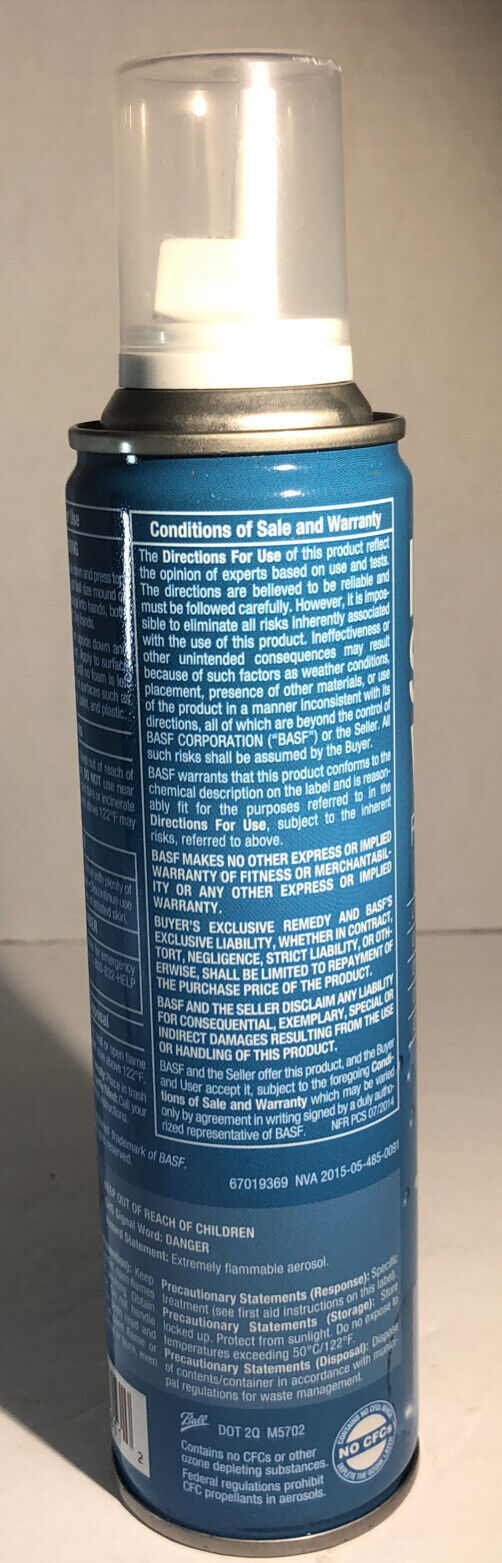 Use
Conditions of Sale and Warranty
The Directions For Use of this product reflect
the opinion of experts based on use and tests.
The directions are believed to be reliable and
must be followed carefully. However, it is impos-
sible to eliminate all risks inherently associated
with the use of this product. Ineffectiveness or
other unintended consequences may result
because of such factors as weather conditions,
placement, presence of other materials, or use
of the product in a manner inconsistent with its
directions, all of which are beyond the control of
BASF CORPORATION ("BASF") or the Seller. All
such risks shall be assumed by the Buyer.
BASF warrants that this product conforms to the
chemical description on the label and is reason-
ably fit for the purposes referred to in the
Directions For Use, subject to the inherent
risks, referred to above.
BASF MAKES NO OTHER EXPRESS OR IMPLIED
WARRANTY OF FITNESS OR MERCHANTABIL-
ITY OR ANY OTHER EXPRESS OR IMPLIED
WARRANTY.
BUYER'S EXCLUSIVE REMEDY AND BASF'S
EXCLUSIVE LIABILITY, WHETHER IN CONTRACT,
TORT, NEGLIGENCE, STRICT LIABILITY, OR OTH-
ERWISE, SHALL BE LIMITED TO REPAYMENT OF
THE PURCHASE PRICE OF THE PRODUCT.
BASF AND THE SELLER DISCLAIM ANY LIABILITY
FOR CONSEQUENTIAL, EXEMPLARY, SPECIAL OR
INDIRECT DAMAGES RESULTING FROM THE USE
OR HANDLING OF THIS PRODUCT.
BASF and the Seller offer this product, and the Buyer
and User accept it, subject to the foregoing Condi-
tions of Sale and Warranty which may be varied
only by agreement in writing signed by a duly autho-
rized representative of BASF. NFR PCS 07/2014
trademark of BASF.
reserved.
67019369 NVA 2015-05-485-0091
KEEP OUT OF REACH OF CHILDREN
Signal Word: DANGER
Hazard Statement: Extremely flammable aerosol.
Precautionary Statements (Response): Specific
treatment (see first aid instructions on this label).
Precautionary Statements (Storage): Store
locked up. Protect from sunlight. Do not expose to
temperatures exceeding 50°C/122°F.
Precautionary Statements (Disposal): Dispose
of contents/container in accordance with munici-
pal regulations for waste management.
Ball
DOT 2Q M5702
Contains no CFCs or other
ozone depleting substances.
Federal regulations prohibit
CFC propellants in aerosols.
NO CFCs
2